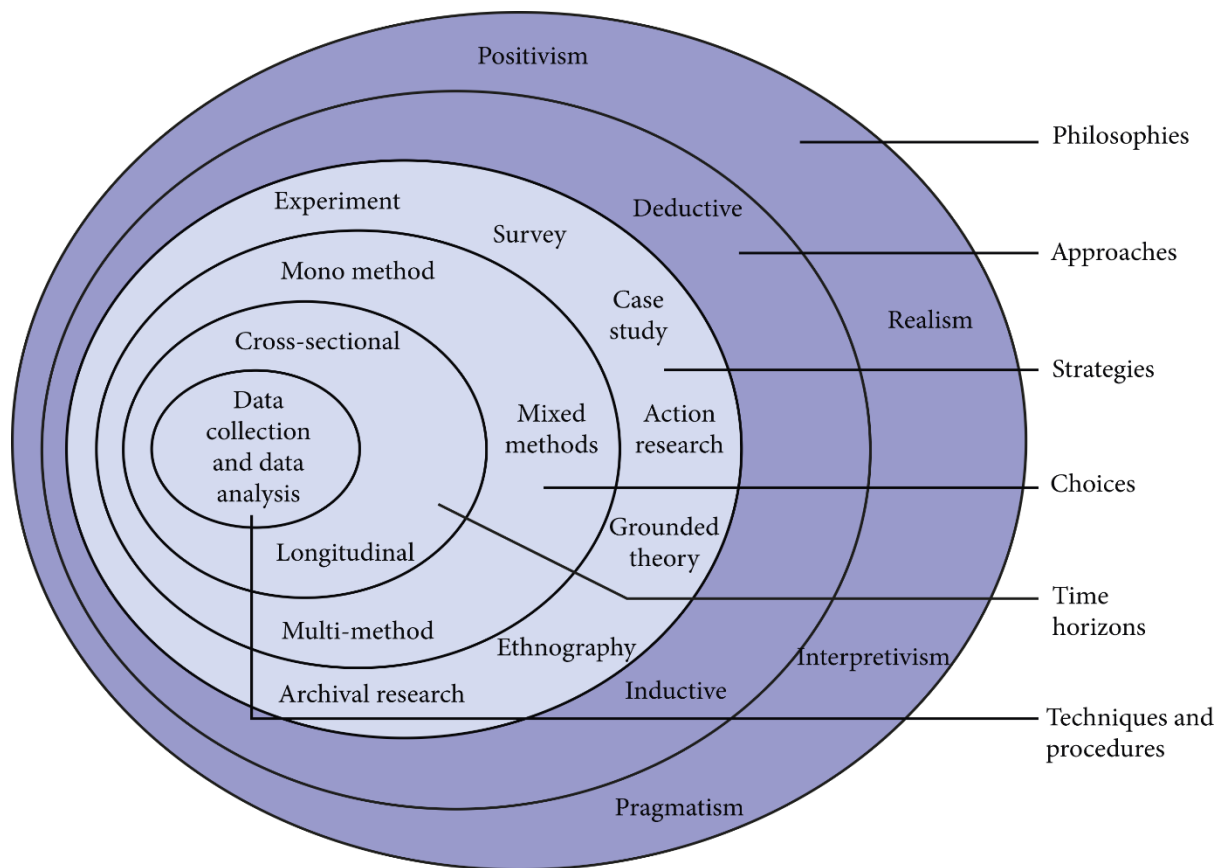 Positivism
Philosophies
Experiment
Deductive
Survey
Approaches
Mono method
Case
study
Realism
Cross-sectional
Strategies
Data
collection
and data
analysis
Mixed
methods
Action
research
Choices
Grounded
theory
Longitudinal
Time
horizons
Multi-method
Ethnography
Interpretivism
Archival research
Inductive
Techniques and
procedures
Pragmatism